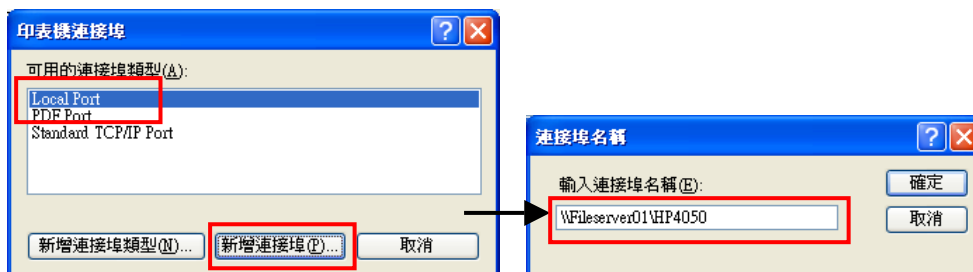 印表機連接埠
可用的連接埠類型(A):
Local Port
PDF Port
Standard TCP/IP Port
新增連接埠類型(N)...
新增連接埠(P)...
取消
連接埠名稱
輸入連接埠名稱(E):
\\Fileserver01\HP4050
確定
取消